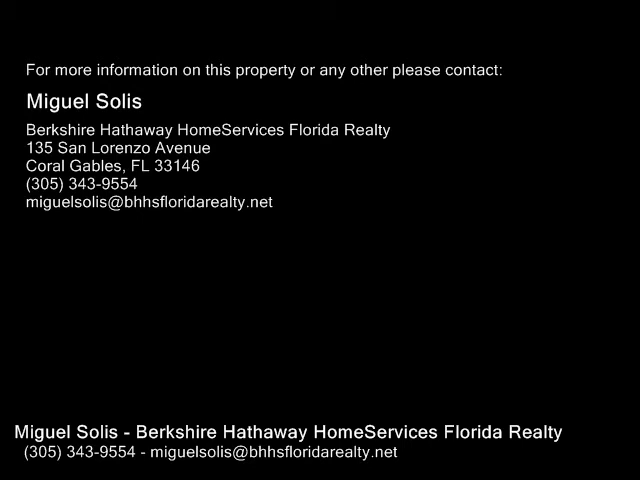 For more information on this property or any other please contact:
Miguel Solis
Berkshire Hathaway HomeServices Florida Realty
135 San Lorenzo Avenue
Coral Gables, FL 33146
(305) 343-9554
miguelsolis@bhhsfloridarealty.net
Miguel Solis - Berkshire Hathaway HomeServices Florida Realty
(305) 343-9554 - miguelsolis@bhhsfloridarealty.net